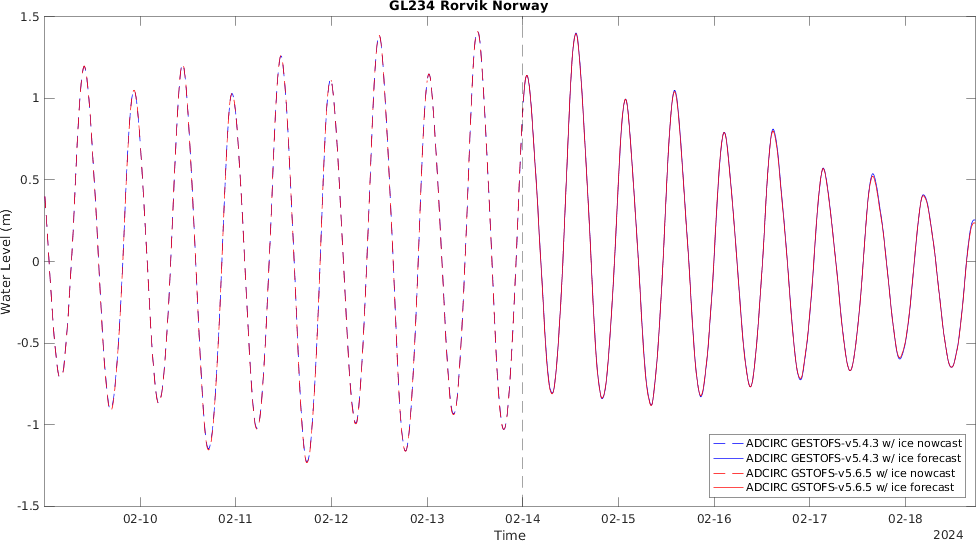 GL234 Rorvik Norway
1.5
1
0.5
0
-0.5
-1
-1.5
Water Level (m)
ADCIRC GESTOFS-v5.4.3 w/ ice nowcast
ADCIRC GESTOFS-v5.4.3 w/ ice forecast
ADCIRC GSTOFS-v5.6.5 w/ ice nowcast
ADCIRC GSTOFS-v5.6.5 w/ ice forecast
02-10 02-11 02-12 02-13 02-14 02-15 02-16 02-17 02-18
Time
2024